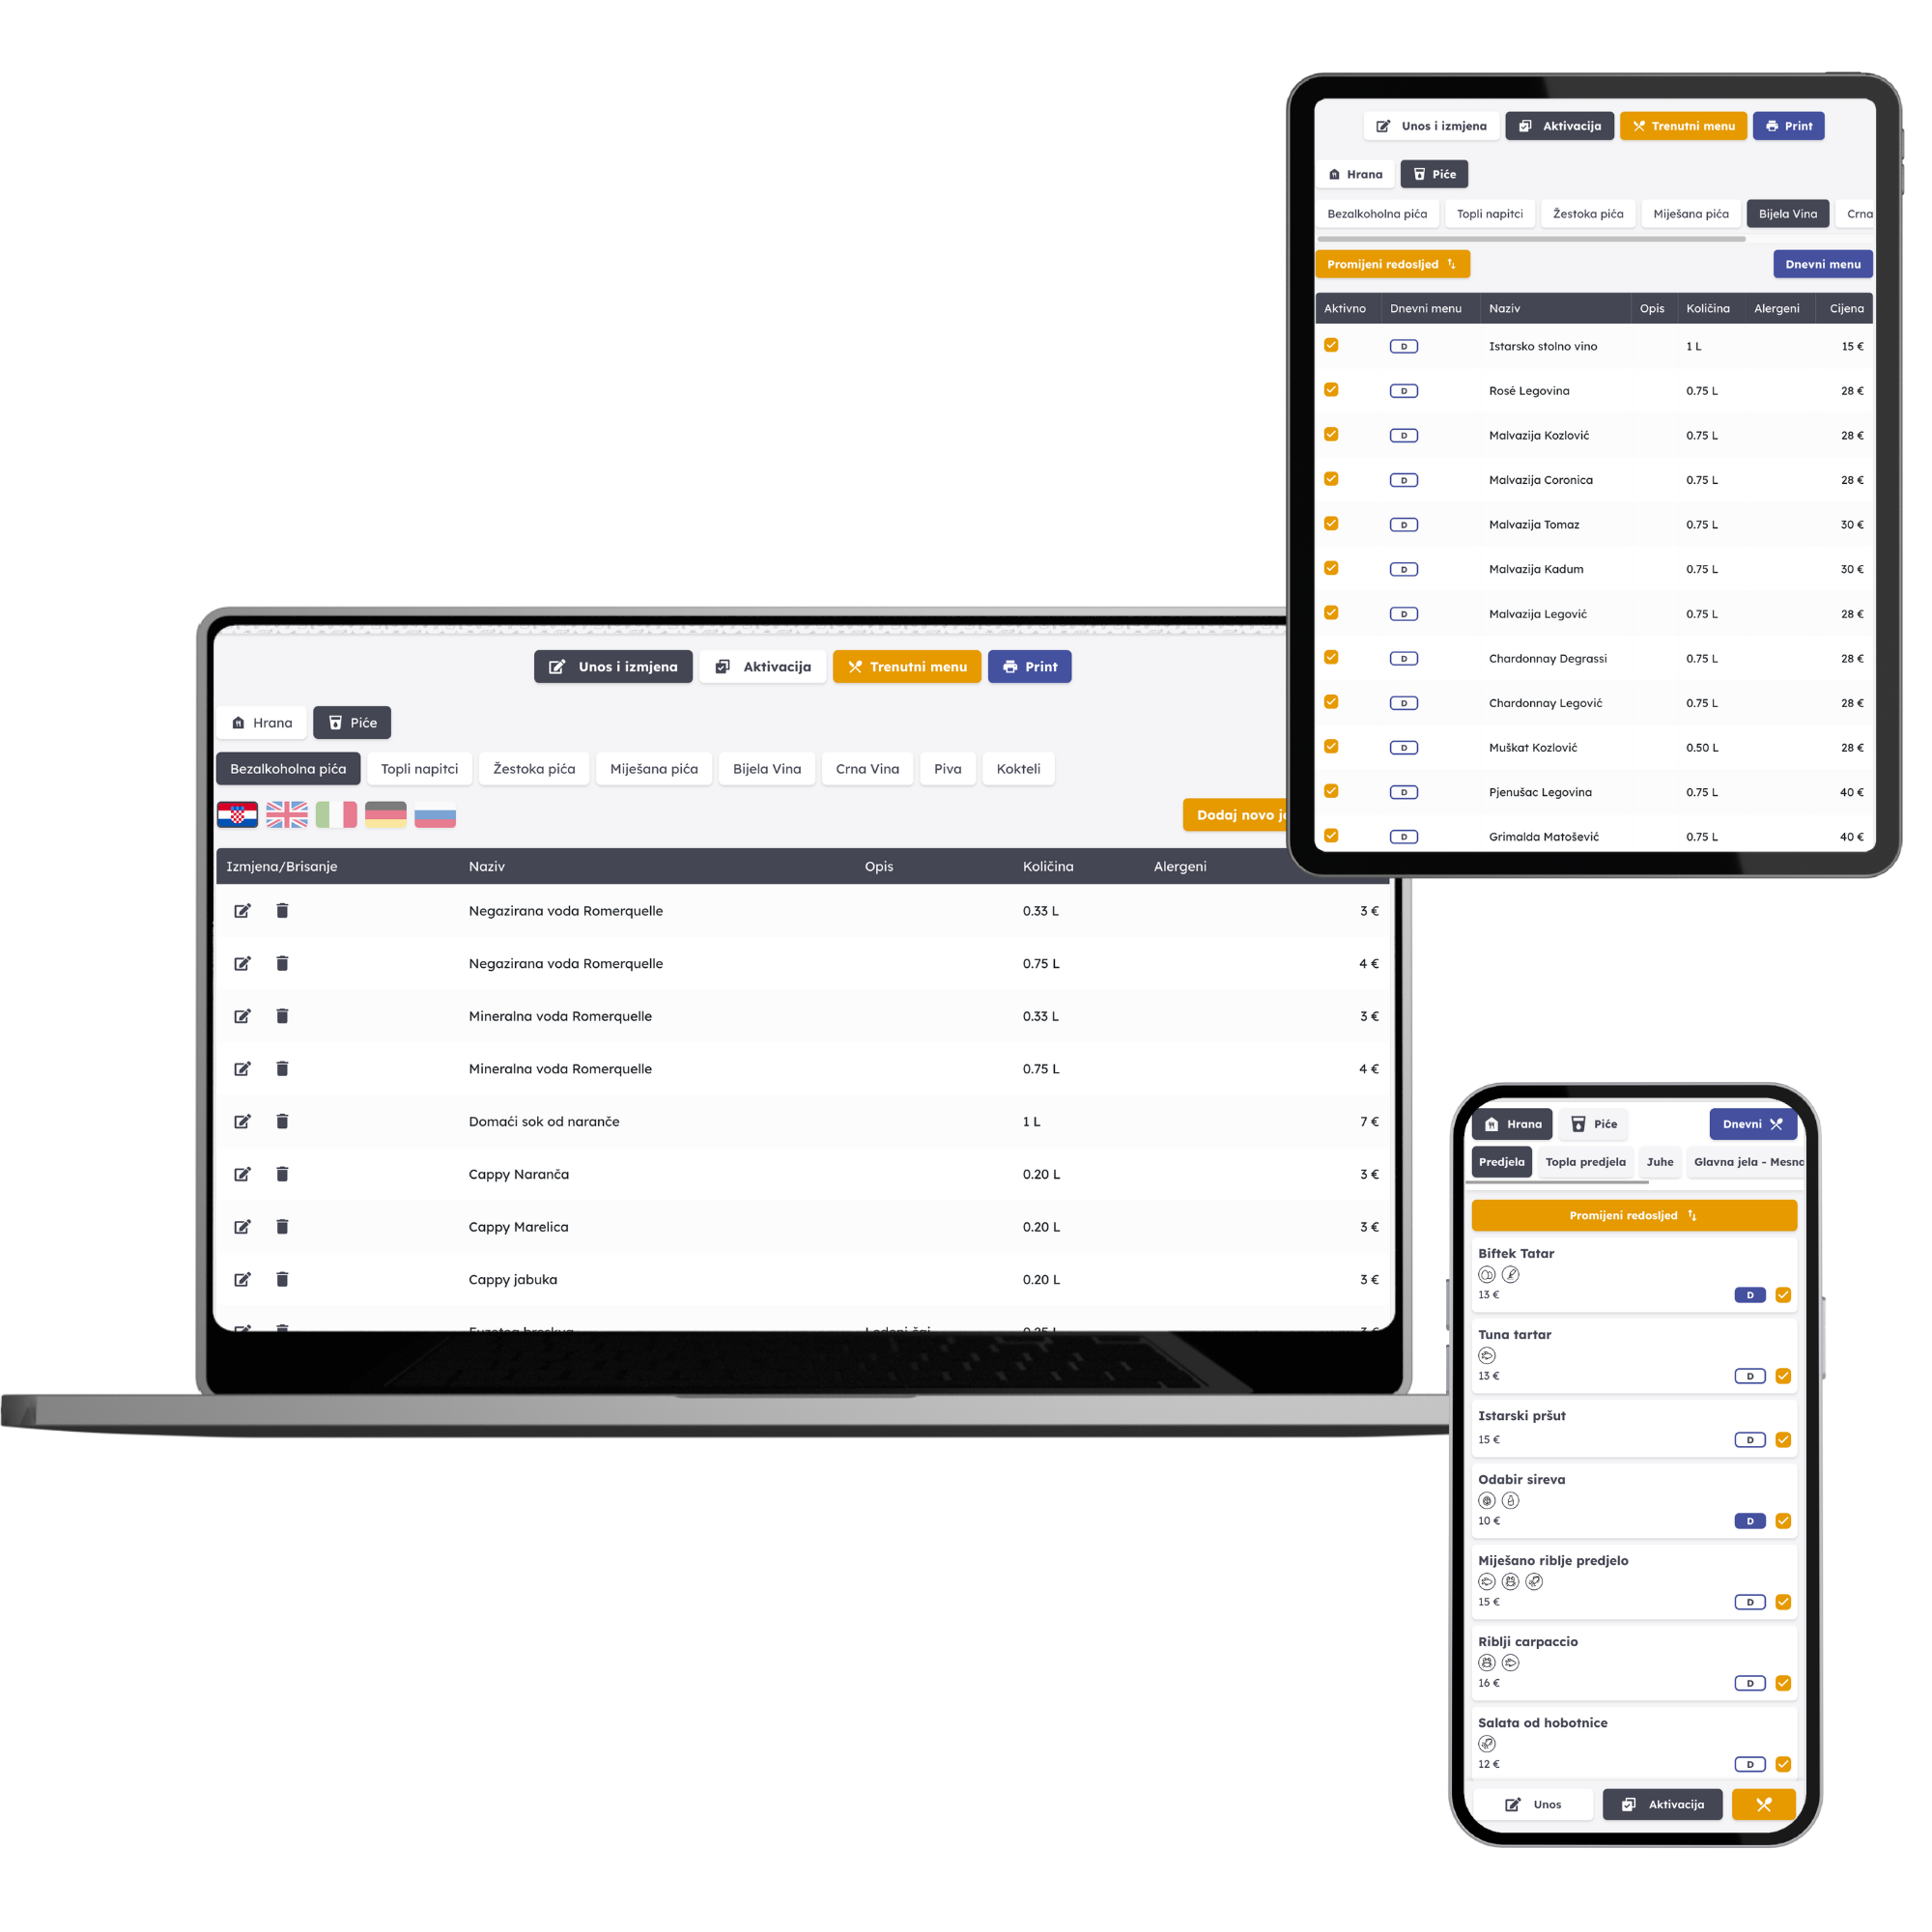 Unos i izmjena Aktivacija Trenutni menu Print
Hrana Piće
Bezalkoholna pića Topli napitci Žestoka pića Miješana pića Bijela Vina Crna
Promijeni redosljed Dnevni menu
Aktivno Dnevni menu Naziv Opis Količina Alergeni Cijena
D Istarsko stolno vino 1 L 15 €
D Rosé Legovina 0.75 L 28 €
D Malvazija Kozlović 0.75 L 28 €
D Malvazija Coronica 0.75 L 28 €
D Malvazija Tomaz 0.75 L 30 €
D Malvazija Kadum 0.75 L 30 €
D Malvazija Legović 0.75 L 28 €
D Chardonnay Degrassi 0.75 L 28 €
D Chardonnay Legović 0.75 L 28 €
D Muškat Kozlović 0.50 L 28 €
D Pjenušac Legovina 0.75 L 40 €
D Grimalda Matošević 0.75 L 40 €
Unos i izmjena Aktivacija Trenutni menu Print
Hrana Piće
Bezalkoholna pića Topli napitci Žestoka pića Miješana pića Bijela Vina Crna Vina Piva Kokteli
Dodaj novo
Izmjena/Brisanje Naziv Opis Količina Alergeni
Negazirana voda Romerquelle 0.33 L 3 €
Negazirana voda Romerquelle 0.75 L 4 €
Mineralna voda Romerquelle 0.33 L 3 €
Mineralna voda Romerquelle 0.75 L 4 €
Domaći sok od naranče 1 L 7 €
Cappy Naranča 0.20 L 3 €
Cappy Marelica 0.20 L 3 €
Cappy jabuka 0.20 L 3 €
Hrana Piće Dnevni
Predjela Topla predjela Juhe Glavna jela - Mesna
Promijeni redosljed
Biftek Tatar
13 € D
Tuna tartar
13 € D
Istarski pršut
15 € D
Odabir sireva
10 € D
Miješano riblje predjelo
15 € D
Riblji carpaccio
16 € D
Salata od hobotnice
12 € D
Unos Aktivacija